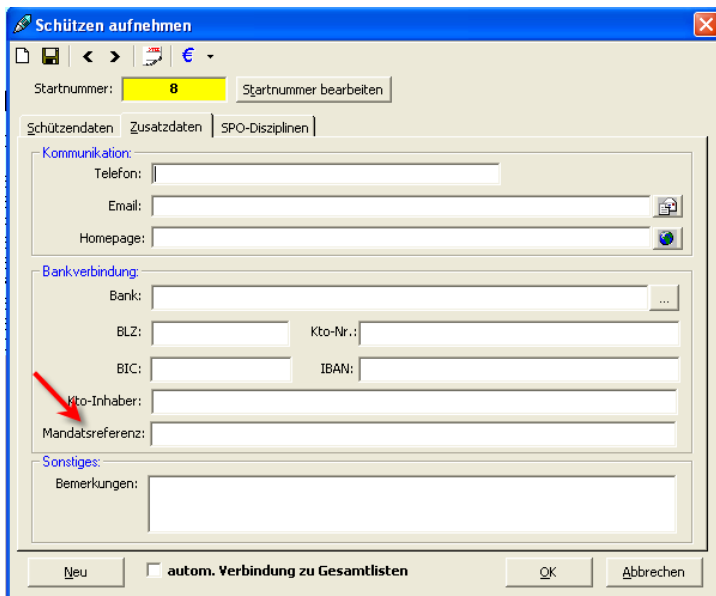 Schützen aufnehmen
€
Startnummer: 8 Startnummer bearbeiten
Schützendaten Zusatzdaten SPO-Disziplinen
Kommunikation:
Telefon:
Email:
Homepage:
Bankverbindung:
Bank: ...
BLZ: Kto-Nr.:
BIC: IBAN:
Kto-Inhaber:
Mandatsreferenz:
Sonstiges:
Bemerkungen:
Neu autom. Verbindung zu Gesamtlisten OK Abbrechen